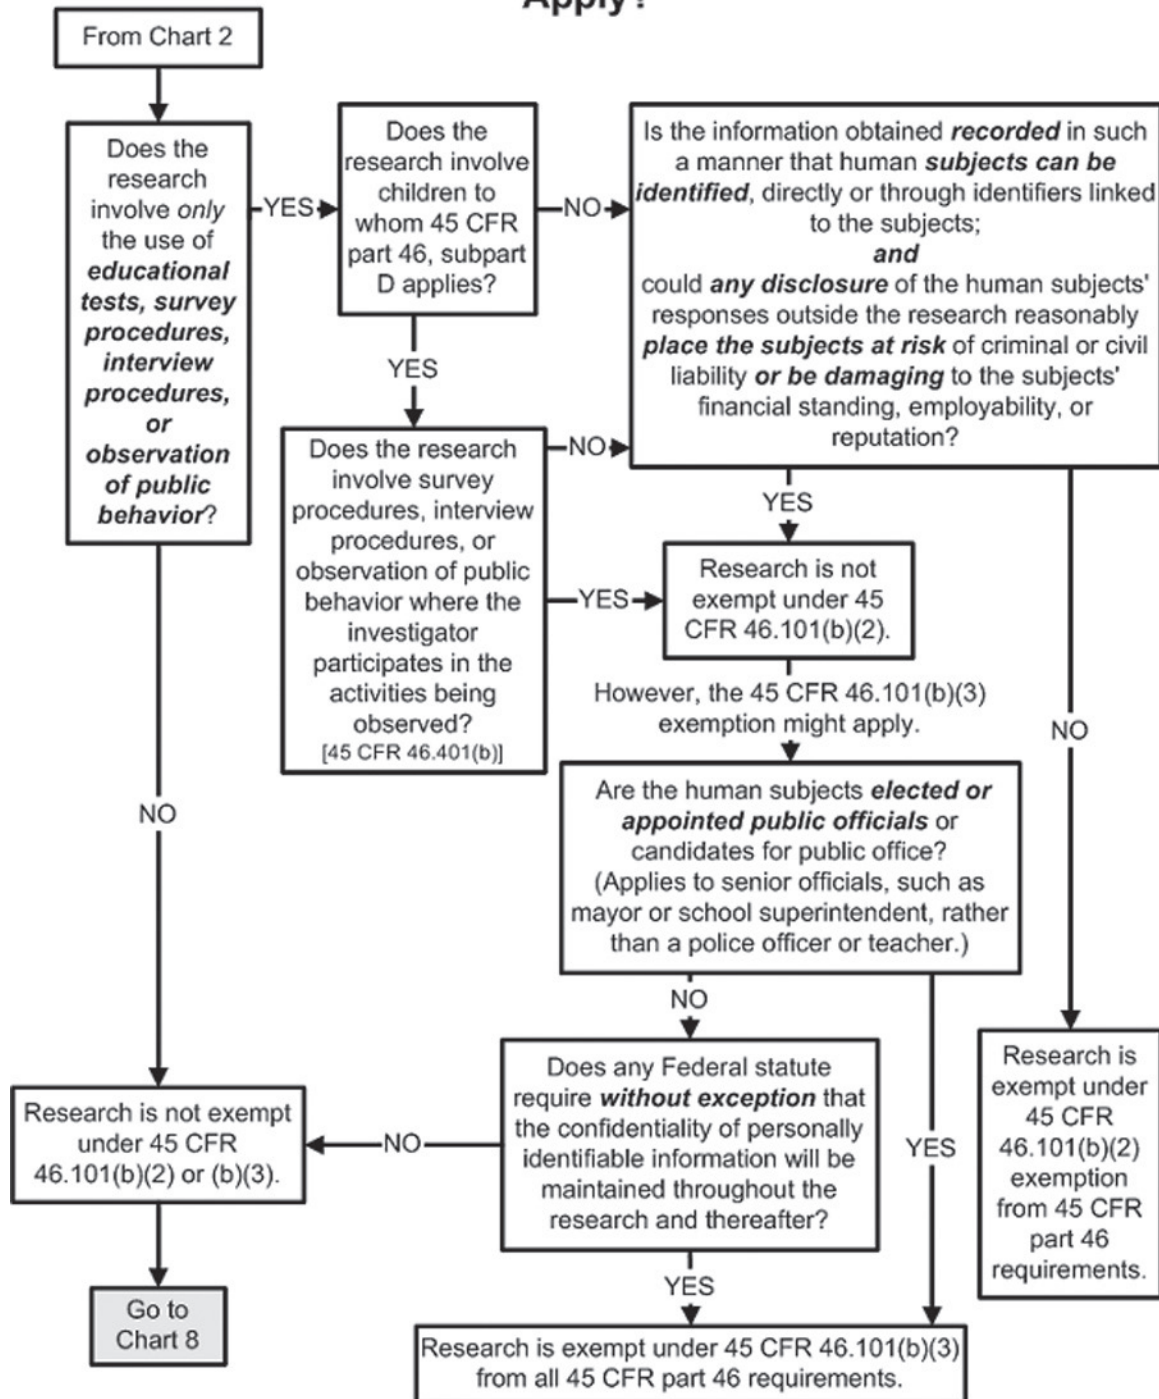 Apply?
From Chart 2
Does the
research
involve only
the use of
educational
tests, survey
procedures,
interview
procedures,
or
observation
of public
behavior?
YES
Does the
research involve
children to
whom 45 CFR
part 46, subpart
D applies?
NO
Is the information obtained recorded in such
a manner that human subjects can be
identified, directly or through identifiers linked
to the subjects;
and
could any disclosure of the human subjects'
responses outside the research reasonably
place the subjects at risk of criminal or civil
liability or be damaging to the subjects'
financial standing, employability, or
reputation?
YES
Does the research
involve survey
procedures, interview
procedures, or
observation of public
behavior where the
investigator
participates in the
activities being
observed?
[45 CFR 46.401(b)]
NO
YES
YES
Research is not
exempt under 45
CFR 46.101(b)(2).
However, the 45 CFR 46.101(b)(3)
exemption might apply.
NO
NO
Are the human subjects elected or
appointed public officials or
candidates for public office?
(Applies to senior officials, such as
mayor or school superintendent, rather
than a police officer or teacher.)
NO
YES
Does any Federal statute
require without exception that
the confidentiality of personally
identifiable information will be
maintained throughout the
research and thereafter?
NO
Research is not exempt
under 45 CFR
46.101(b)(2) or (b)(3).
Research is
exempt under
45 CFR
46.101(b)(2)
exemption
from 45 CFR
part 46
requirements.
YES
Go to
Chart 8
Research is exempt under 45 CFR 46.101(b)(3)
from all 45 CFR part 46 requirements.